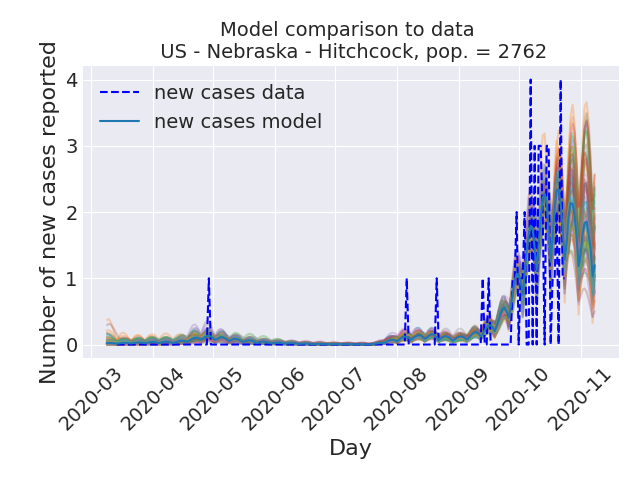 Model comparison to data
US - Nebraska - Hitchcock, pop. = 2762
Number of new cases reported
4
3
2
1
0
new cases data
new cases model
2020-03
2020-04
2020-05
2020-06
2020-07
2020-08
2020-09
2020-10
2020-11
Day